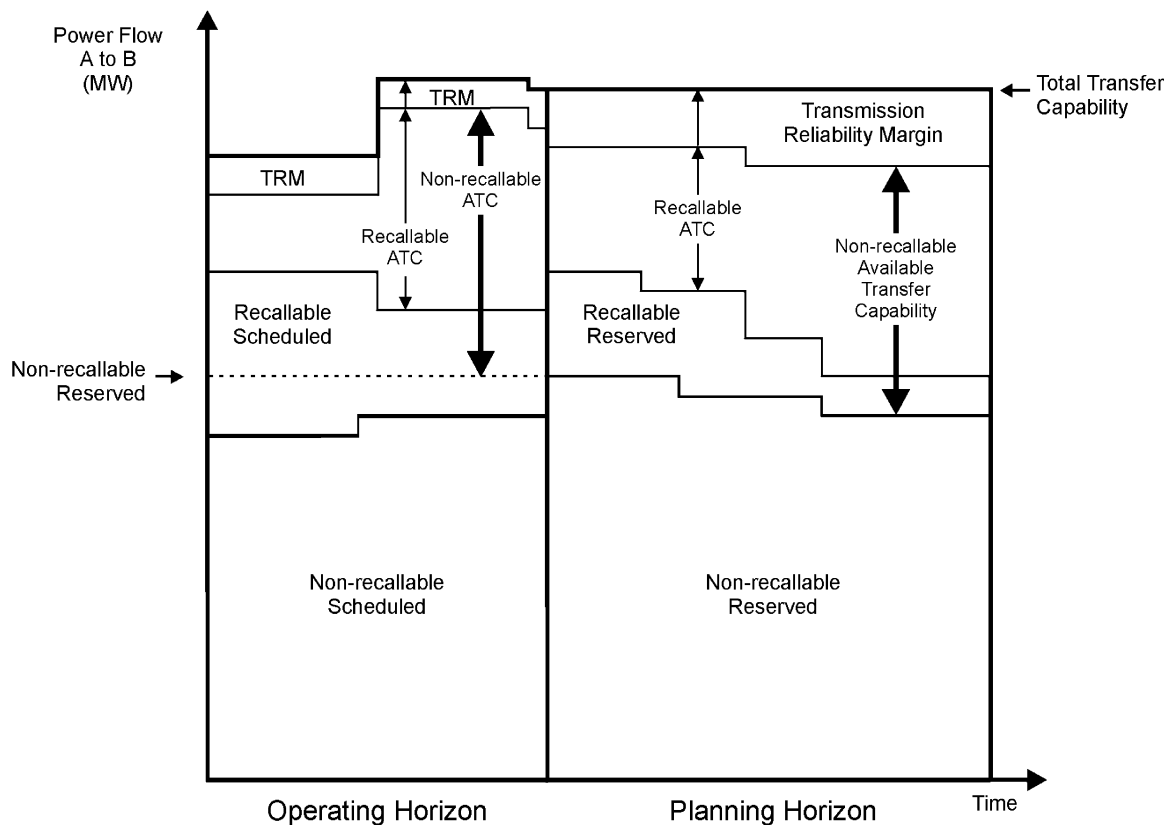 Power Flow
A to B
(MW)
Total Transfer
Capability
TRM
Transmission
Reliability Margin
TRM
Non-recallable
ATC
Recallable
ATC
Recallable
ATC
Non-recallable
Available
Transfer
Capability
Recallable
Scheduled
Recallable
Reserved
Non-recallable
Reserved
Non-recallable
Scheduled
Non-recallable
Reserved
Operating Horizon
Planning Horizon
Time